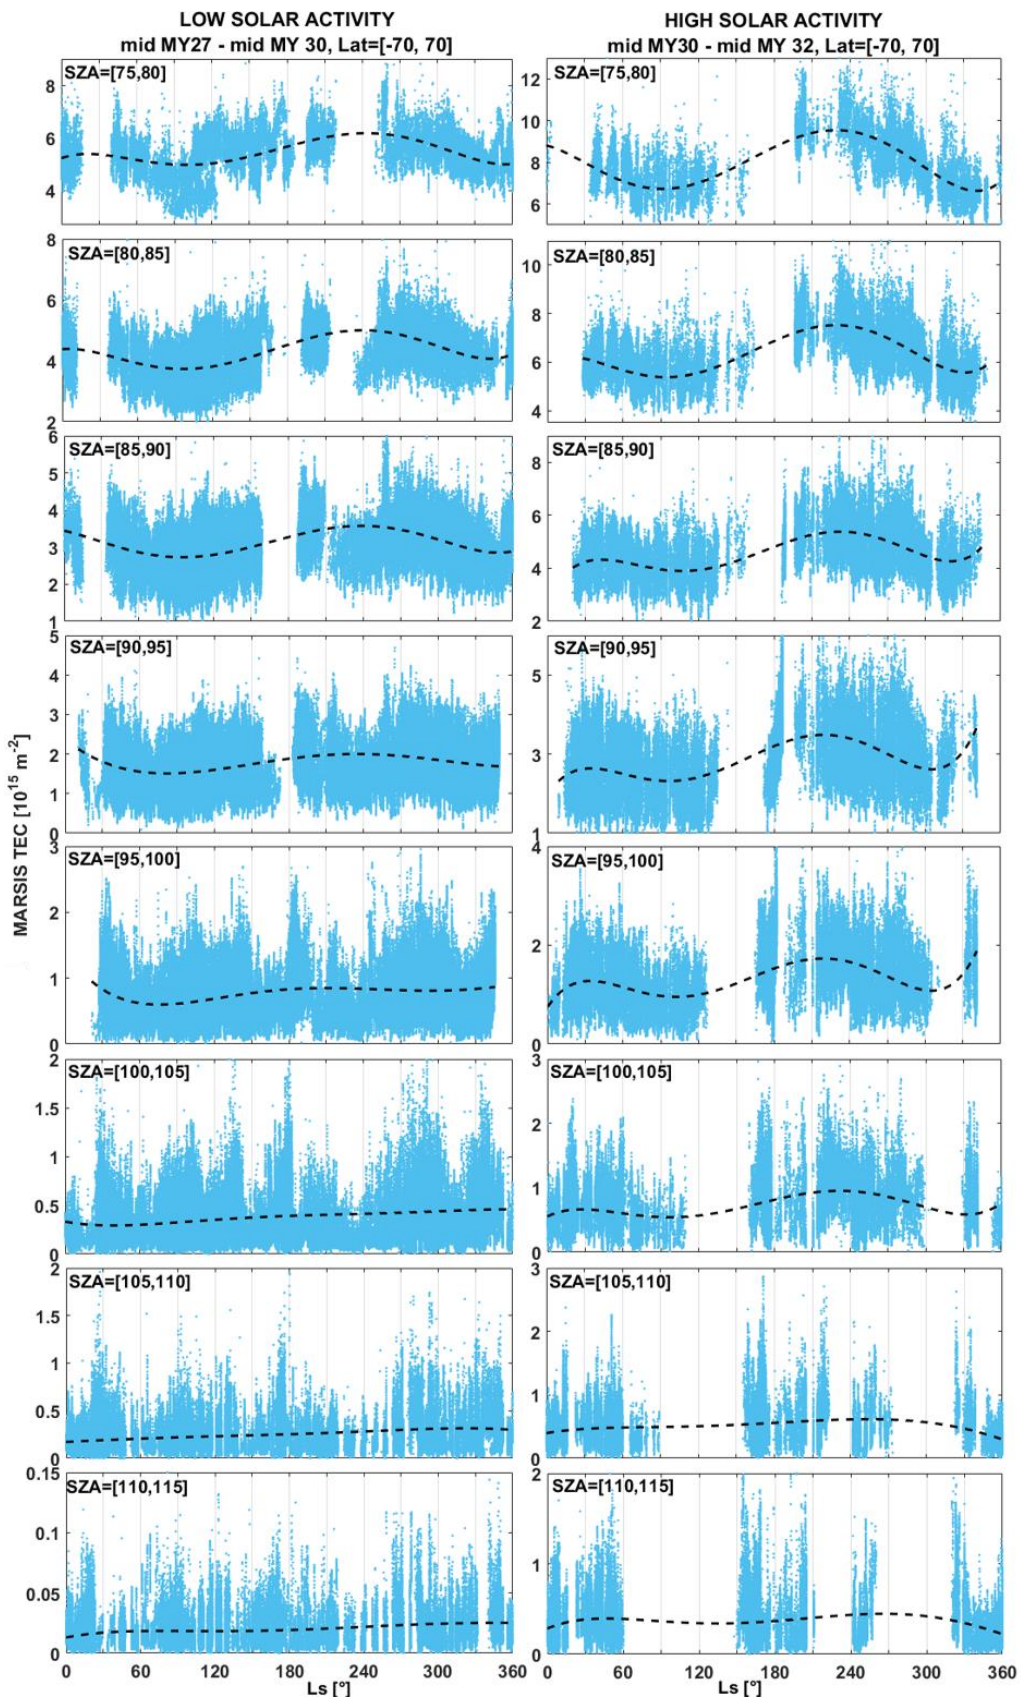 LOW SOLAR ACTIVITY
mid MY27 - mid MY 30, Lat=[-70, 70]
HIGH SOLAR ACTIVITY
mid MY30 - mid MY 32, Lat=[-70, 70]
SZA=[75,80]
8
6
4
SZA=[75,80]
12
10
8
6
SZA=[80,85]
8
6
4
2
SZA=[80,85]
10
8
6
4
SZA=[85,90]
6
5
4
3
2
1
SZA=[85,90]
8
6
4
2
SZA=[90,95]
5
4
3
2
1
0
SZA=[90,95]
5
3
1
MARSIS TEC [10^15 m^-2]
SZA=[95,100]
3
2
1
0
SZA=[95,100]
4
2
0
SZA=[100,105]
2
1.5
1
0.5
0
SZA=[100,105]
3
2
1
0
SZA=[105,110]
2
1.5
1
0.5
0
SZA=[105,110]
3
2
1
0
SZA=[110,115]
0.15
0.1
0.05
0
SZA=[110,115]
2
1
0
0 60 120 180 240 300 360
Ls [°]
0 60 120 180 240 300 360
Ls [°]